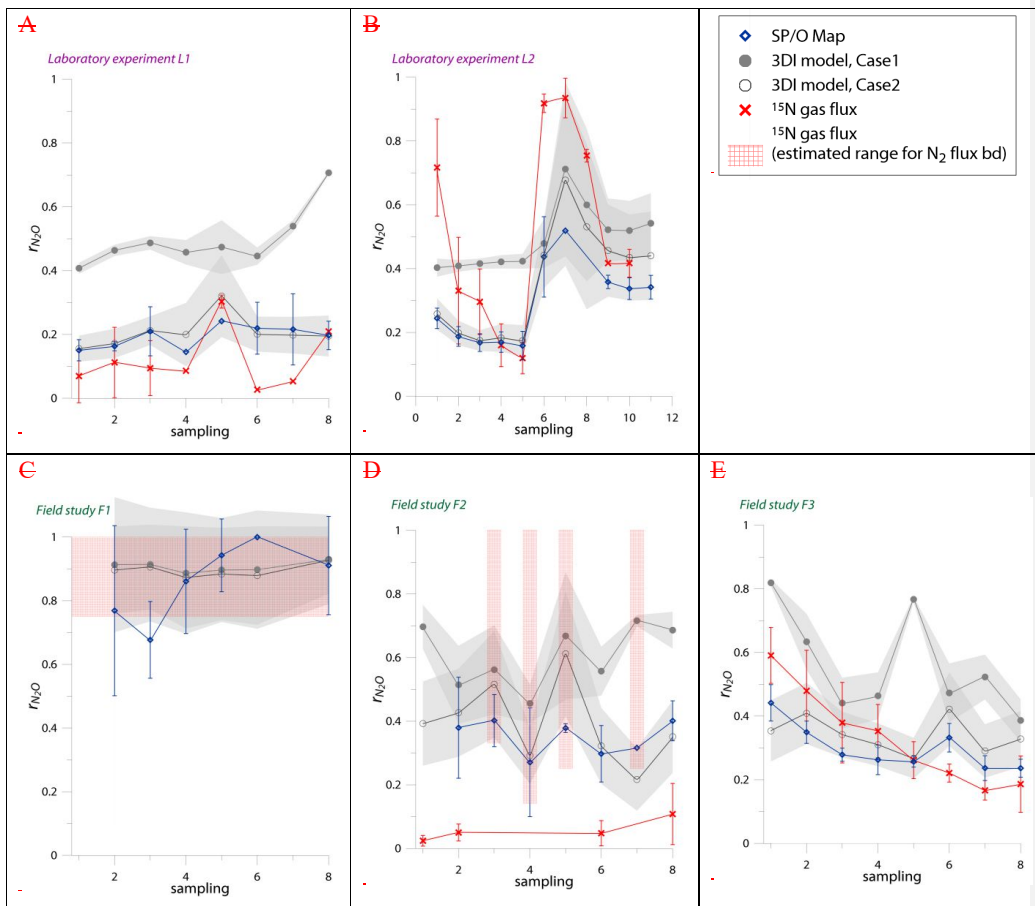 A
Laboratory experiment L1
1
0.8
0.6
0.4
0.2
0
rN2O
2
4
6
8
sampling
B
Laboratory experiment L2
1
0.8
0.6
0.4
0.2
0
rN2O
0
2
4
6
8
10
12
sampling
SP/O Map
3DI model, Case1
3DI model, Case2
15N gas flux
15N gas flux
(estimated range for N2 flux bd)
C
Field study F1
1
0.8
0.6
0.4
0.2
0
rN2O
2
4
6
8
sampling
D
Field study F2
1
0.8
0.6
0.4
0.2
0
rN2O
2
4
6
8
sampling
E
Field study F3
1
0.8
0.6
0.4
0.2
0
rN2O
2
4
6
8
sampling